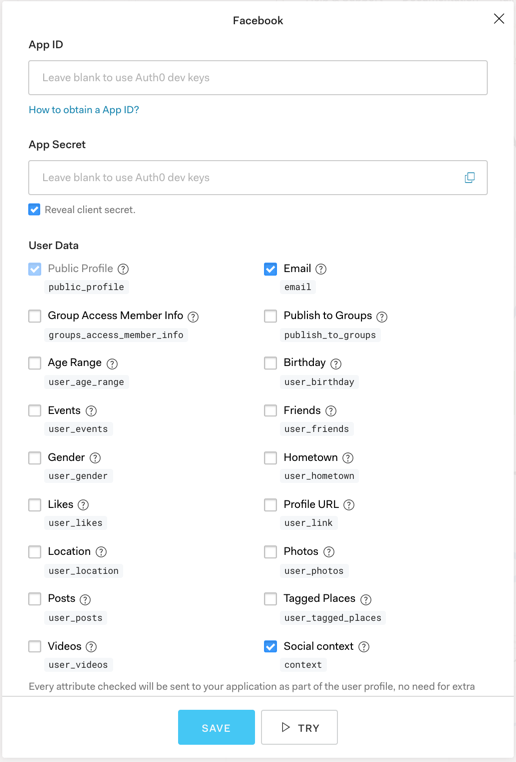 Facebook
App ID
Leave blank to use Auth0 dev keys
How to obtain a App ID?
App Secret
Leave blank to use Auth0 dev keys
Reveal client secret.
User Data
Public Profile ?
public_profile
Email ?
email
Group Access Member Info ?
groups_access_member_info
Publish to Groups ?
publish_to_groups
Age Range ?
user_age_range
Birthday ?
user_birthday
Events ?
user_events
Friends ?
user_friends
Gender ?
user_gender
Hometown ?
user_hometown
Likes ?
user_likes
Profile URL ?
user_link
Location ?
user_location
Photos ?
user_photos
Posts ?
user_posts
Tagged Places ?
user_tagged_places
Videos ?
user_videos
Social context ?
context
Every attribute checked will be sent to your application as part of the user profile, no need for extra
SAVE
TRY